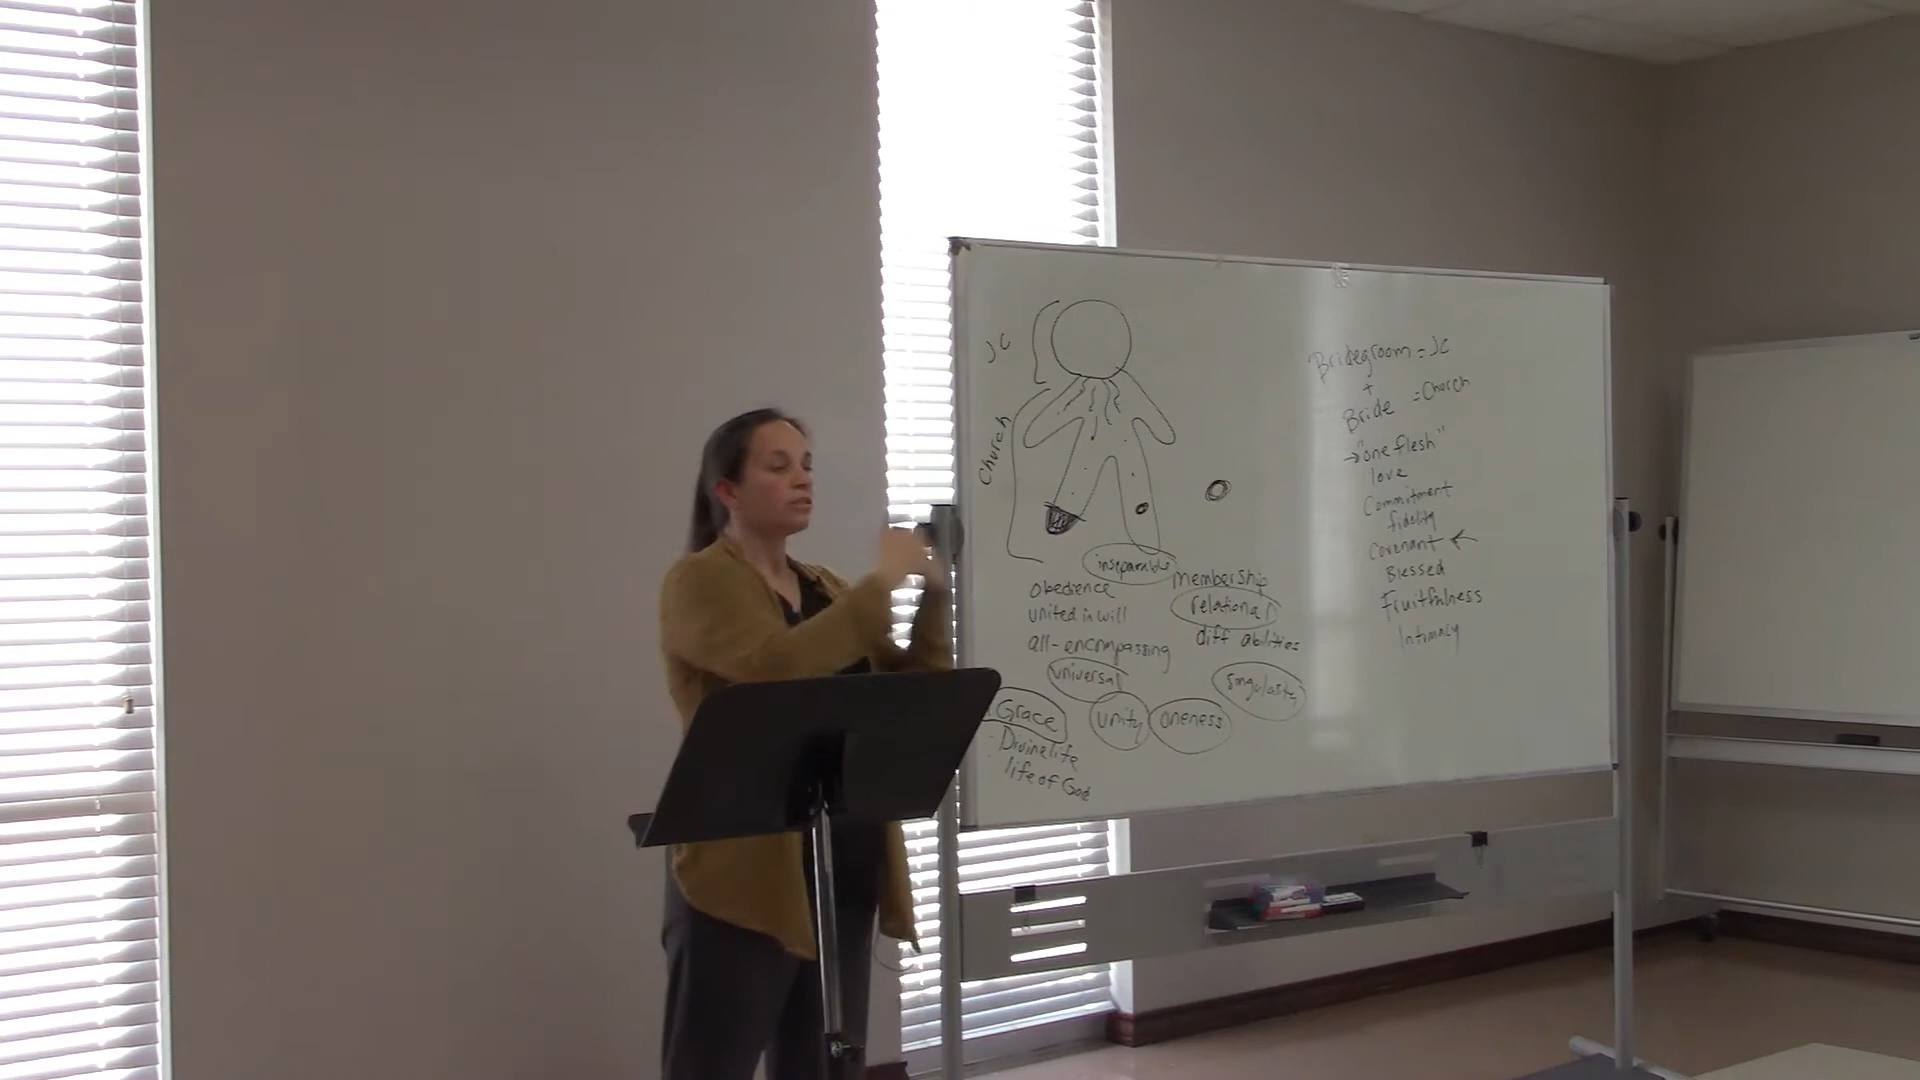 JC
Church
inseparable
obedience
united in will
all-encompassing
universal
Grace
Divine life
life of God
unity
oneness
membership
relational
diff abilities
singularity
Bridegroom = JC
+
Bride = Church
→ "one flesh"
love
Commitment
fidelity
Covenant ←
Blessed
Fruitfulness
Intimacy